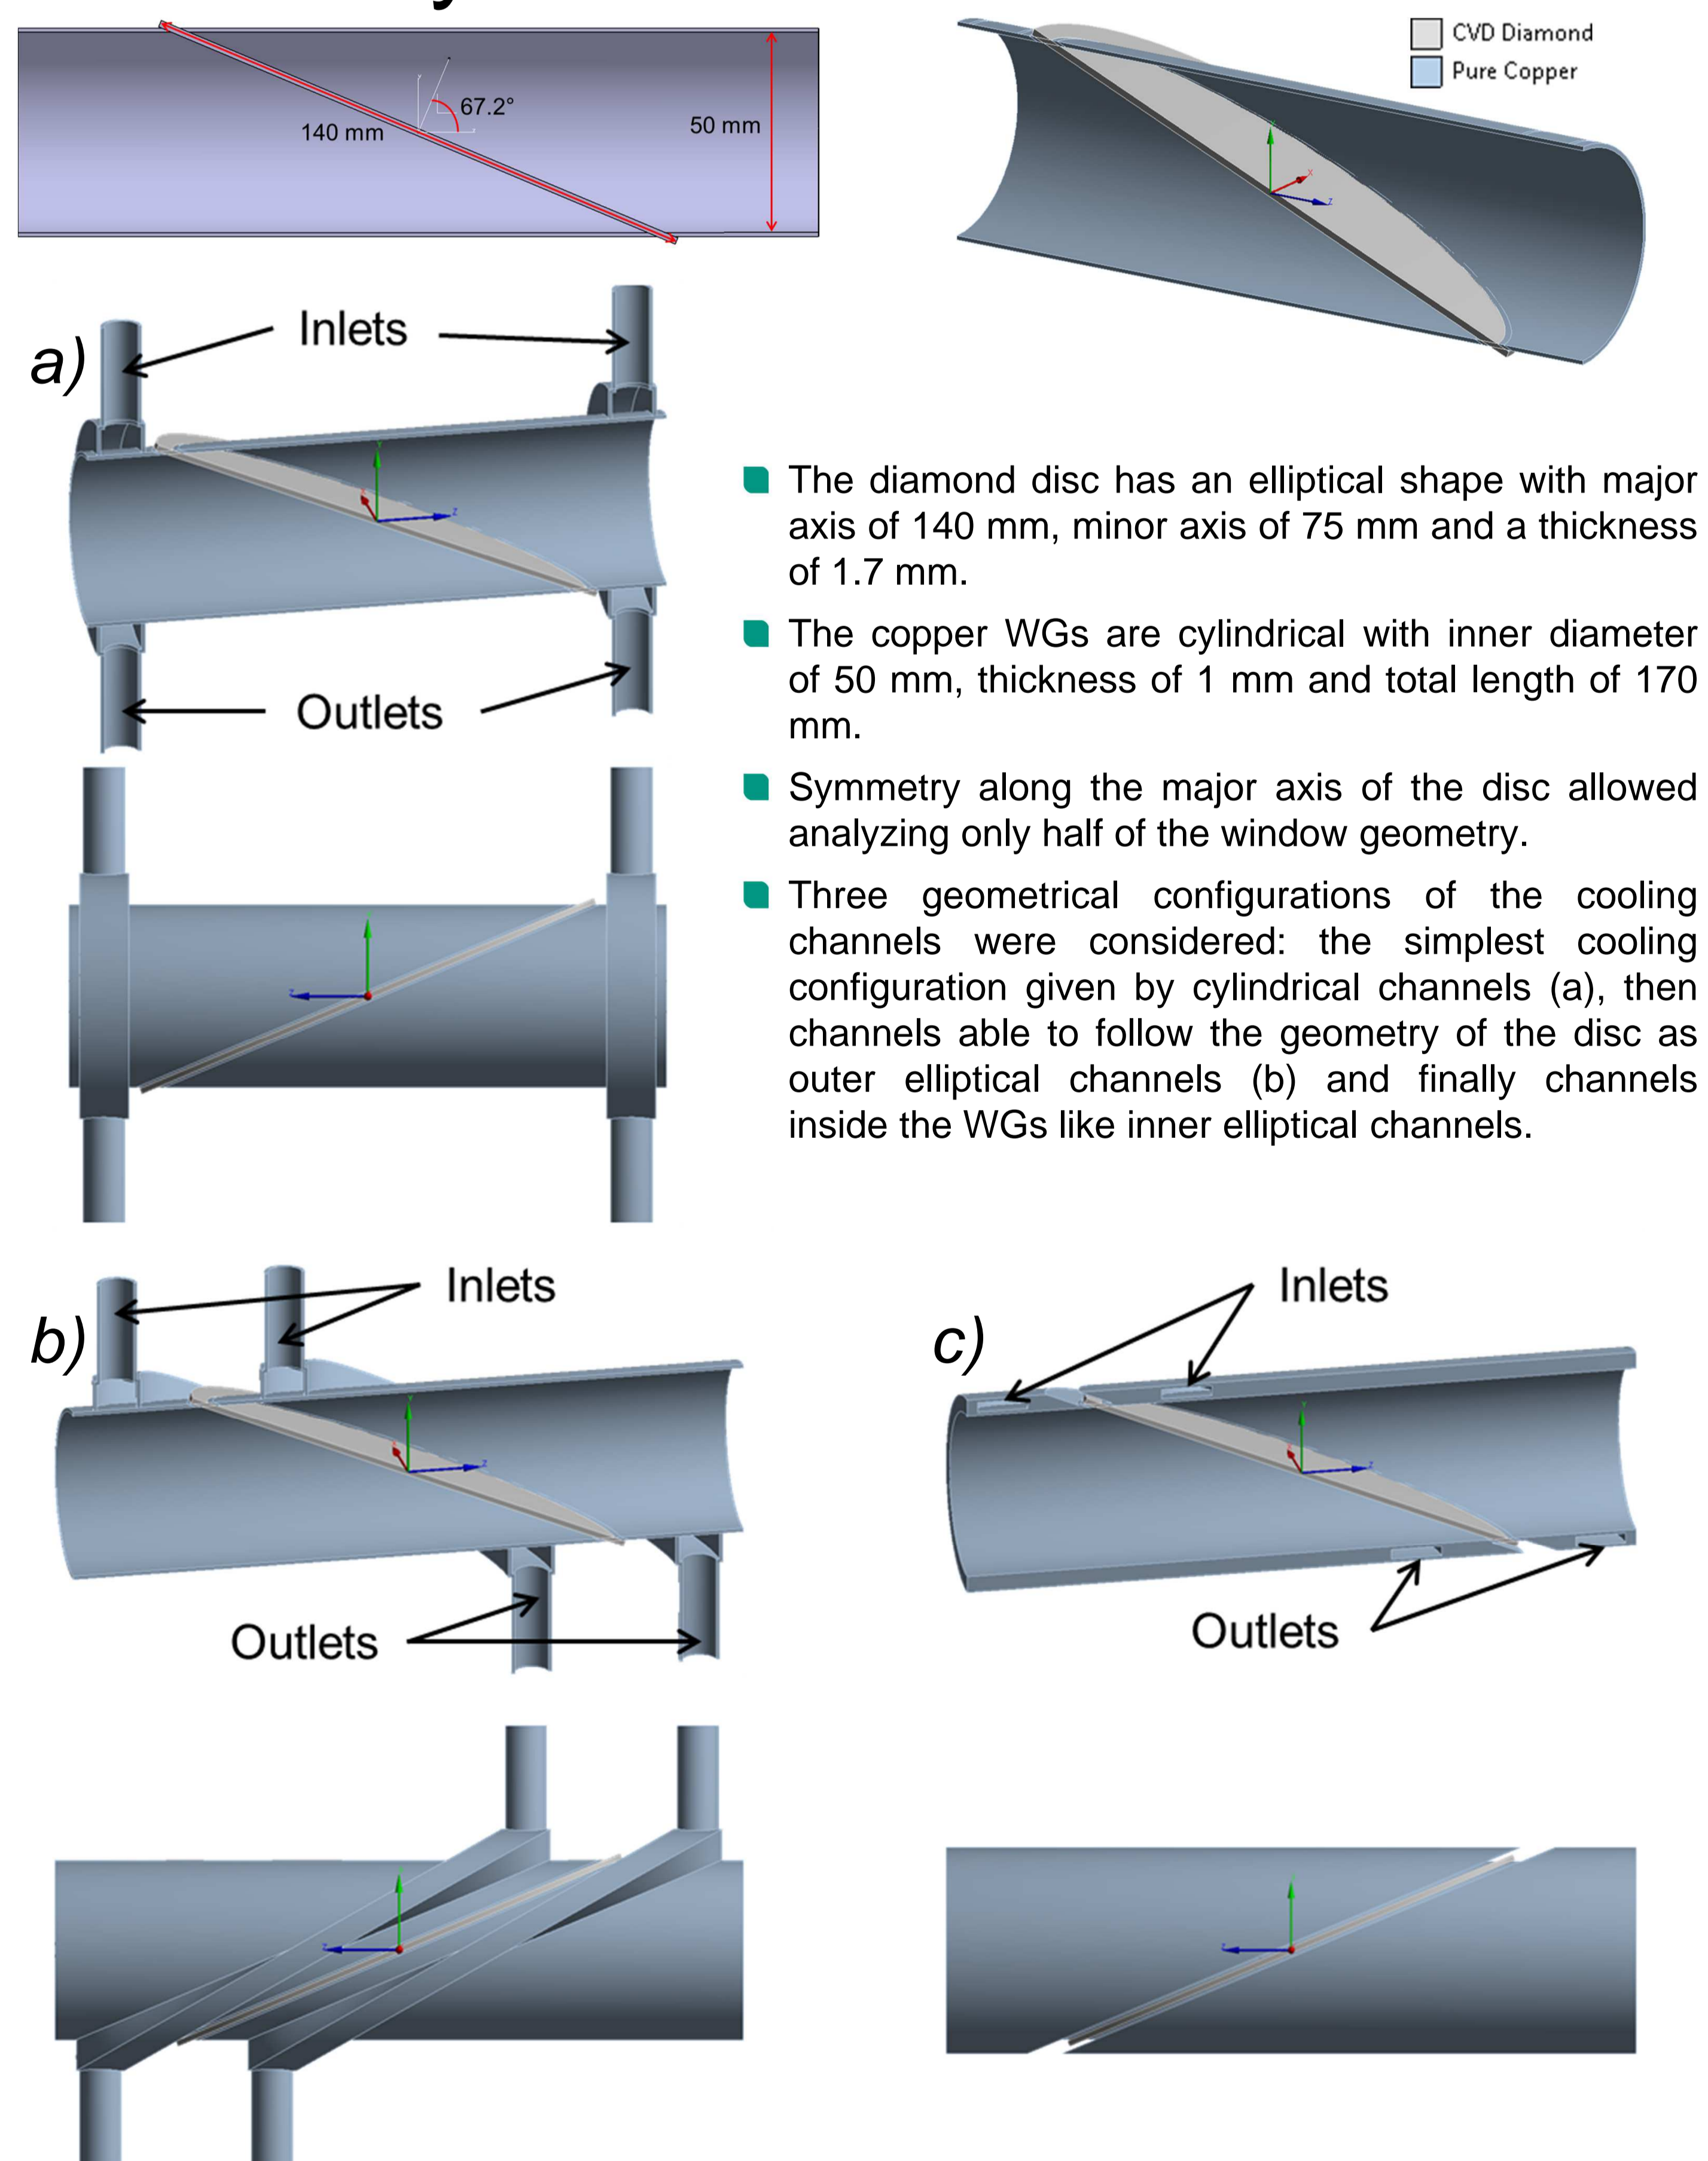 67.2°
140 mm
50 mm
CVD Diamond
Pure Copper
a)
Inlets
Outlets
The diamond disc has an elliptical shape with major
axis of 140 mm, minor axis of 75 mm and a thickness
of 1.7 mm.
The copper WGs are cylindrical with inner diameter
of 50 mm, thickness of 1 mm and total length of 170
mm.
Symmetry along the major axis of the disc allowed
analyzing only half of the window geometry.
Three geometrical configurations of the cooling
channels were considered: the simplest cooling
configuration given by cylindrical channels (a), then
channels able to follow the geometry of the disc as
outer elliptical channels (b) and finally channels
inside the WGs like inner elliptical channels.
b)
Inlets
Outlets
c)
Inlets
Outlets